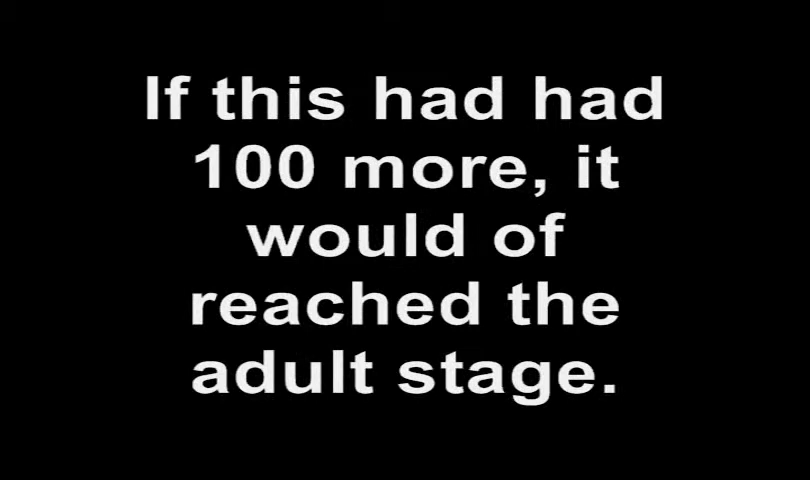 If this had had
100 more, it
would of
reached the
adult stage.